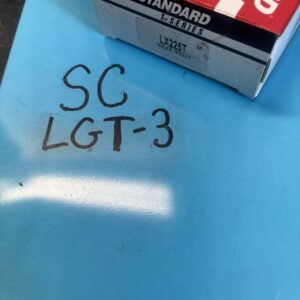 STANDARD
T-SERIES
LX225T
SC
LGT-3